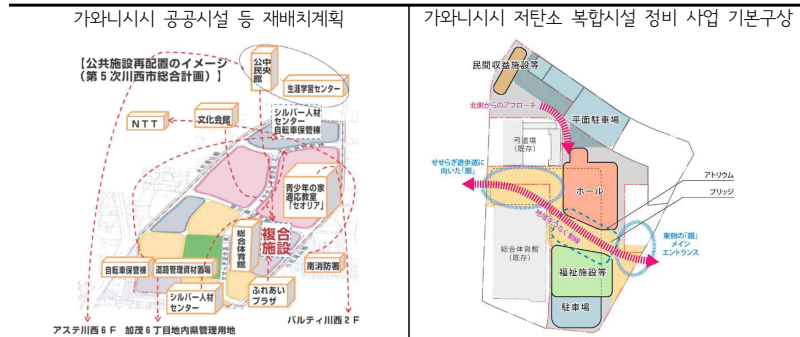 가와니시시 공공시설 등 재배치계획
【公共施設再配置のイメージ
（第５次川西市総合計画）】
公中
民央
館
生涯学習センター
ＮＴＴ
文化会館
シルバー人材
センター
自転車保管棟
青少年の家
適応教室
「セオリア」
総合体育館
複合
施設
自転車保管棟
道路管理資材置場
南消防署
シルバー人材
センター
ふれあい
プラザ
アステ川西６Ｆ
加茂６丁目地内県管理用地
パルティ川西２Ｆ
가와니시시 저탄소 복합시설 정비 사업 기본구상
民間収益施設等
北側からのアプローチ
平面駐車場
弓道場
（既存）
せせらぎ遊歩道に
向いた「顔」
ホール
アトリウム
ブリッジ
地域をつなぐ動線
総合体育館
（既存）
東側の「顔」
メイン
エントランス
福祉施設等
駐車場